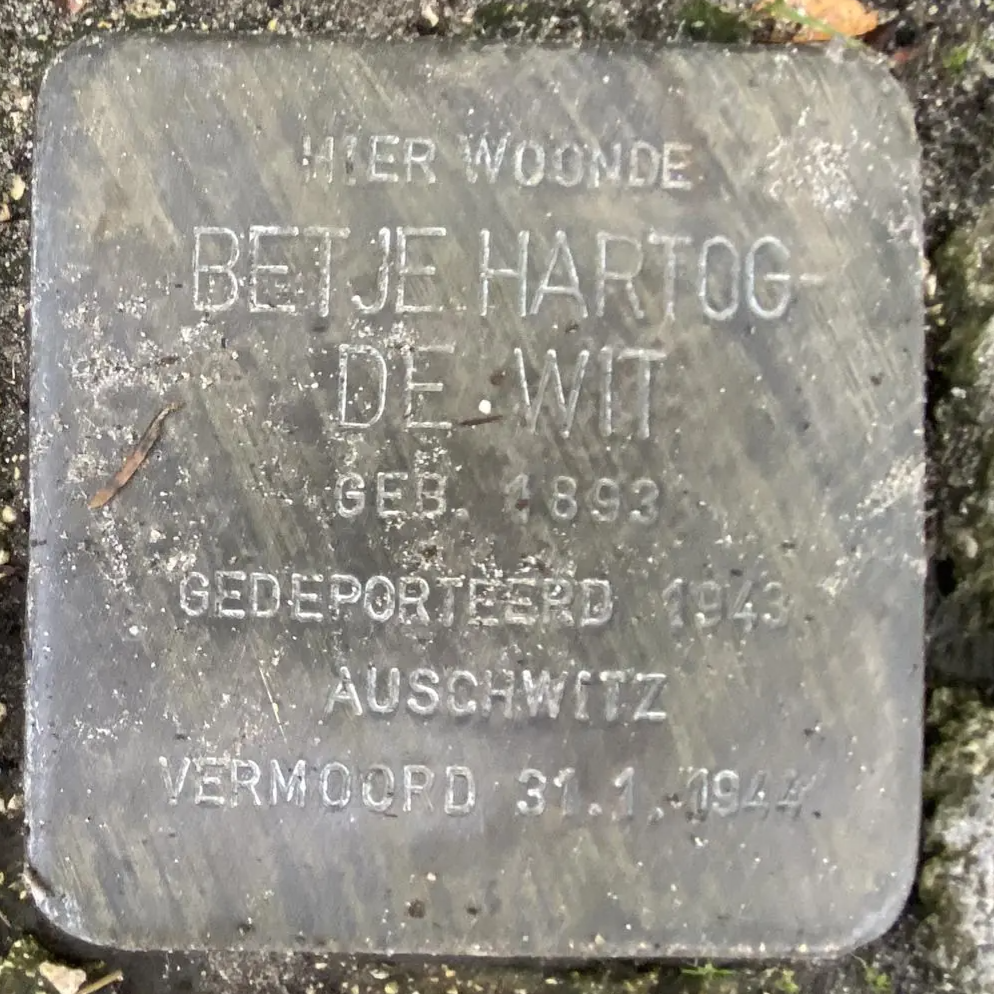 HIER WOONDE
BETJE HARTOG-
DE WIT
GEB. 1893
GEDEPORTEERD 1943
AUSCHWITZ
VERMOORD 31.1.1944